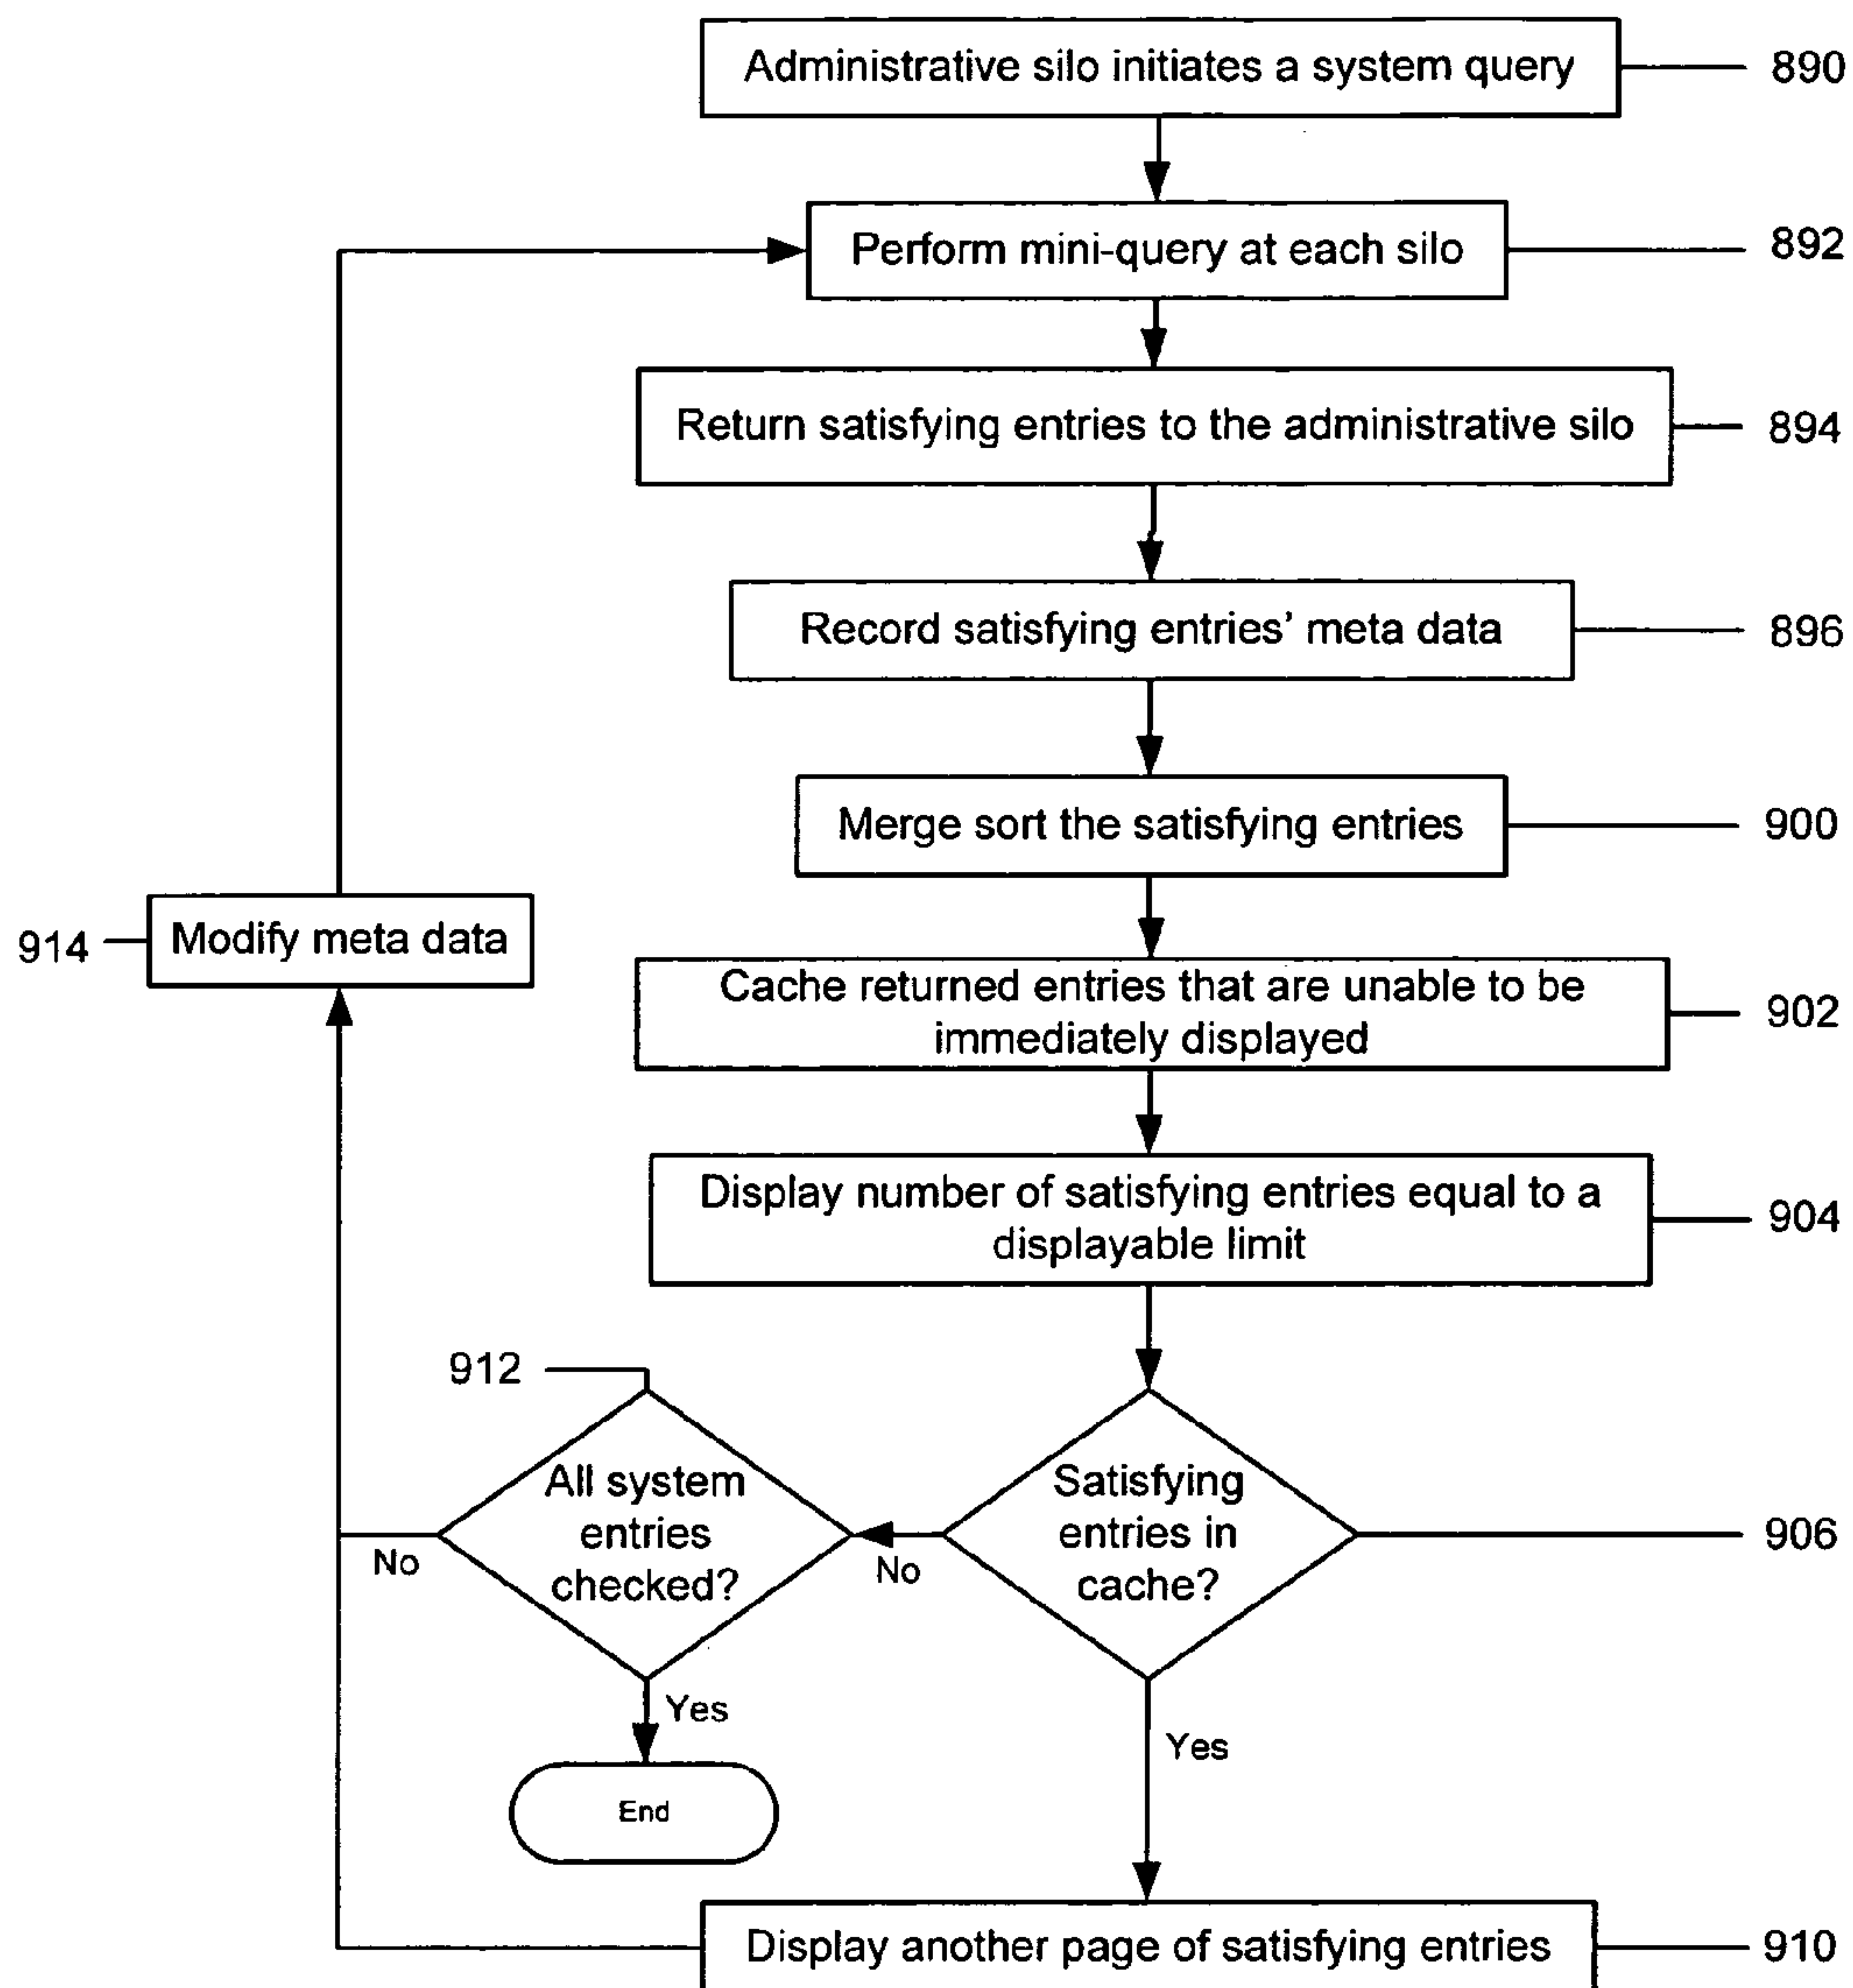 Administrative silo initiates a system query
890
Perform mini-query at each silo
892
Return satisfying entries to the administrative silo
894
Record satisfying entries’ meta data
896
Merge sort the satisfying entries
900
914
Modify meta data
Cache returned entries that are unable to be
immediately displayed
902
Display number of satisfying entries equal to a
displayable limit
904
912
All system
entries
checked?
No
Yes
End
Satisfying
entries in
cache?
906
No
Yes
Display another page of satisfying entries
910